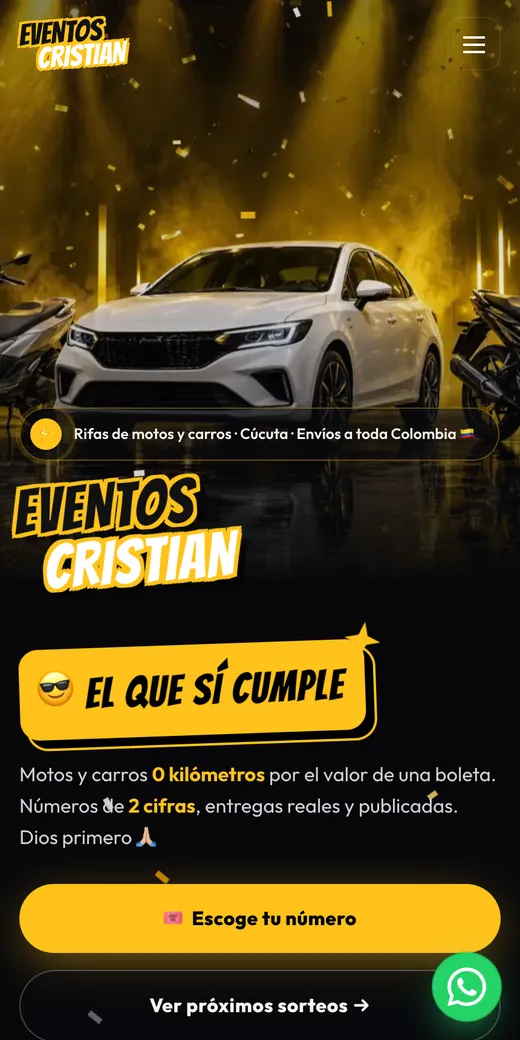 EVENTOS
CRISTIAN
Rifas de motos y carros · Cúcuta · Envíos a toda Colombia 🇨🇴
EVENTOS
CRISTIAN
😎 EL QUE SÍ CUMPLE
Motos y carros 0 kilómetros por el valor de una boleta.
Números de 2 cifras, entregas reales y publicadas.
Dios primero 🙏🏼
🎟️ Escoge tu número
Ver próximos sorteos →